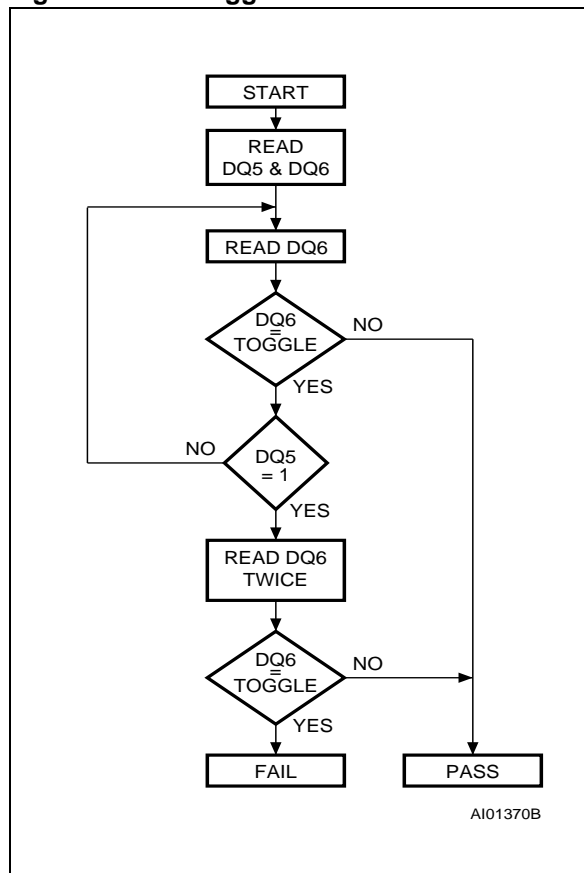 START
READ
DQ5 & DQ6
READ DQ6
DQ6
=
TOGGLE
NO
YES
NO
DQ5
= 1
YES
READ DQ6
TWICE
DQ6
=
TOGGLE
NO
YES
FAIL
PASS
AI01370B